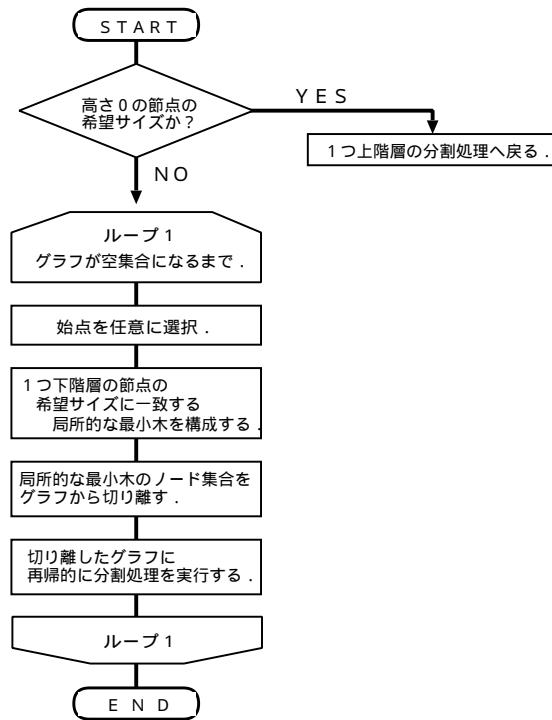 ＳＴＡＲＴ
高さ０の節点の
希望サイズか？
ＹＥＳ
１つ上階層の分割処理へ戻る．
ＮＯ
ループ１
グラフが空集合になるまで．
始点を任意に選択．
１つ下階層の節点の
希望サイズに一致する
局所的な最小木を構成する．
局所的な最小木のノード集合を
グラフから切り離す．
切り離したグラフに
再帰的に分割処理を実行する．
ループ１
ＥＮＤ